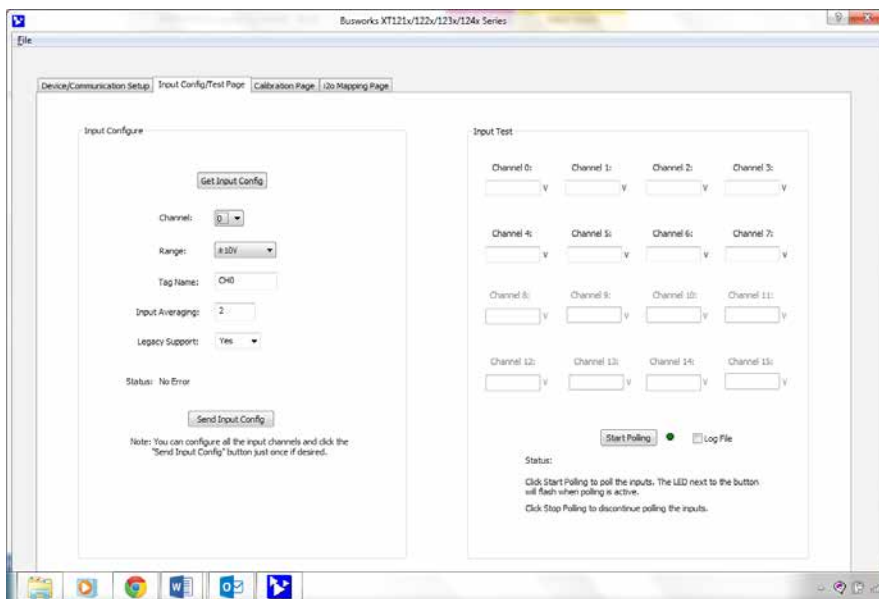 Busworks XT121x/122x/123x/124x Series
File
Device/Communication Setup Input Config/Test Page Calibration Page i2o Mapping Page
Input Configure
Get Input Config
Channel: 0
Range: ±10V
Tag Name: CH0
Input Averaging: 2
Legacy Support: Yes
Status: No Error
Send Input Config
Note: You can configure all the input channels and click the
"Send Input Config" button just once if desired.
Input Test
Channel 0: Channel 1: Channel 2: Channel 3:
V V V V
Channel 4: Channel 5: Channel 6: Channel 7:
V V V V
Channel 8: Channel 9: Channel 10: Channel 11:
V V V V
Channel 12: Channel 13: Channel 14: Channel 15:
V V V V
Start Polling Log File
Status:
Click Start Polling to poll the inputs. The LED next to the button
will flash when polling is active.
Click Stop Polling to discontinue polling the inputs.